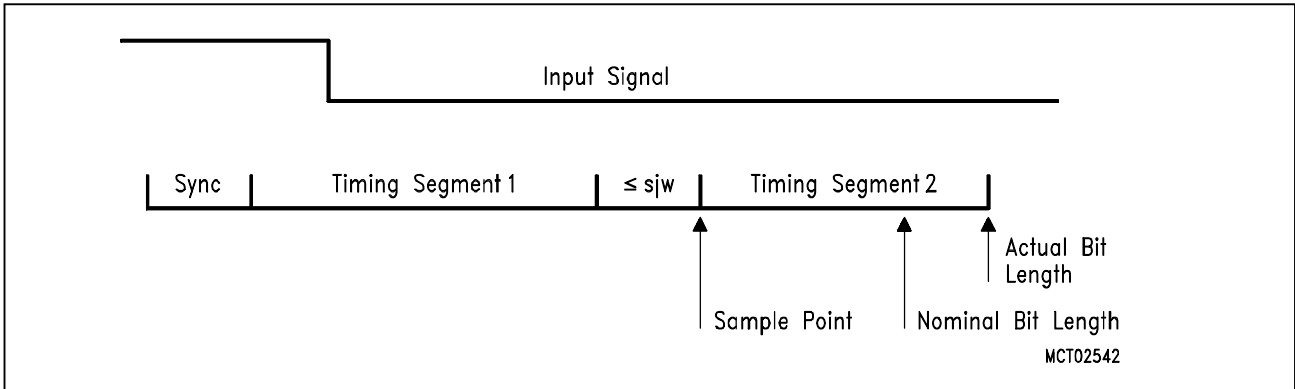 Input Signal
Sync Timing Segment 1 ≤ sjw Timing Segment 2
Actual Bit
Length
Sample Point Nominal Bit Length
MCT02542